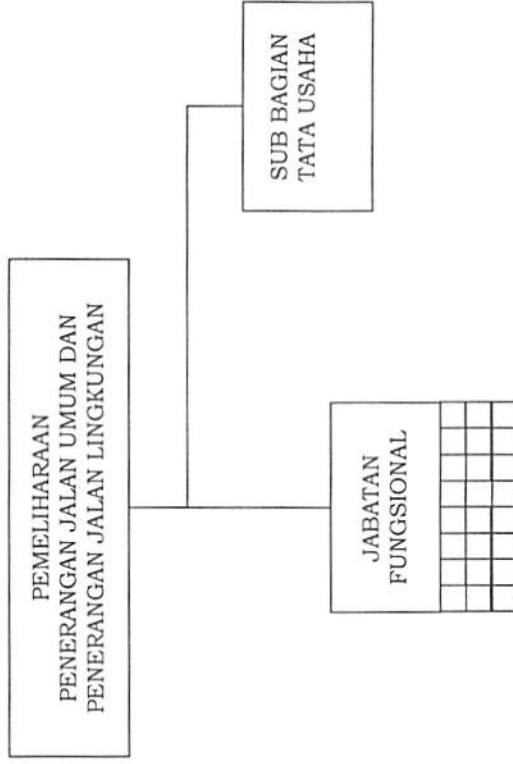 PEMELIHARAAN
PENERANGAN JALAN UMUM DAN
PENERANGAN JALAN LINGKUNGAN
SUB BAGIAN
TATA USAHA
JABATAN
FUNGSIONAL